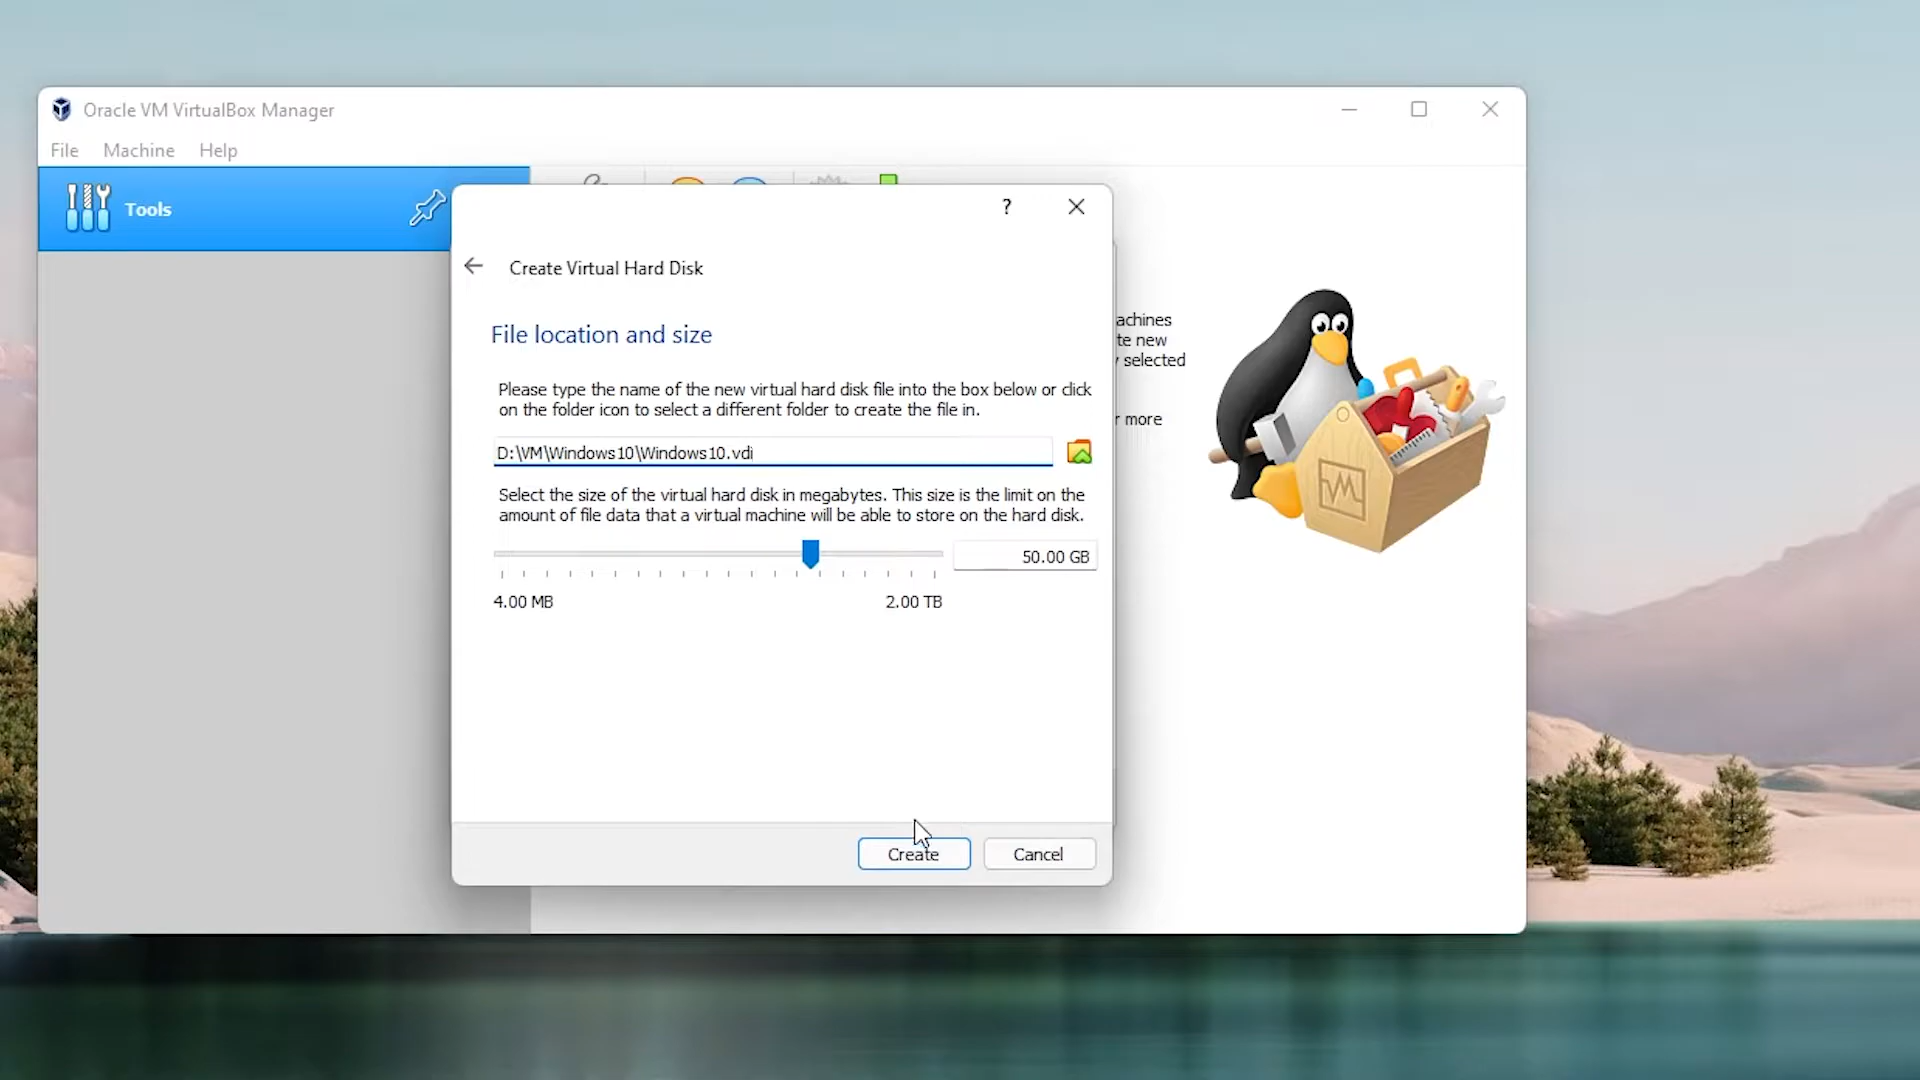 Oracle VM VirtualBox Manager
File Machine Help
Tools
?
Create Virtual Hard Disk
File location and size
achines
te new
selected
Please type the name of the new virtual hard disk file into the box below or click
on the folder icon to select a different folder to create the file in.
r more
D:\VM\Windows10\Windows10.vdi
Select the size of the virtual hard disk in megabytes. This size is the limit on the
amount of file data that a virtual machine will be able to store on the hard disk.
50.00 GB
4.00 MB 2.00 TB
Create Cancel